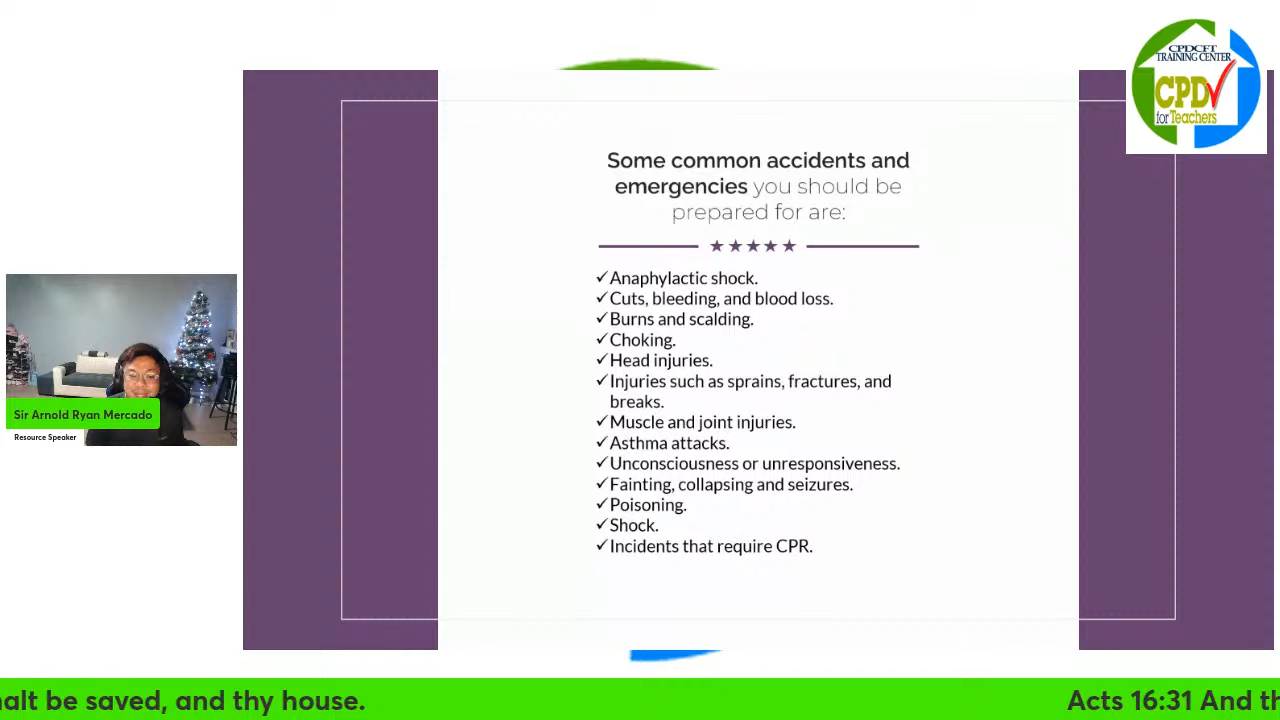 CPDCFT
TRAINING CENTER
CPD
for Teachers
Some common accidents and
emergencies you should be
prepared for are:
✓Anaphylactic shock.
✓Cuts, bleeding, and blood loss.
✓Burns and scalding.
✓Choking.
✓Head injuries.
✓Injuries such as sprains, fractures, and
breaks.
✓Muscle and joint injuries.
✓Asthma attacks.
✓Unconsciousness or unresponsiveness.
✓Fainting, collapsing and seizures.
✓Poisoning.
✓Shock.
✓Incidents that require CPR.
Sir Arnold Ryan Mercado
Resource Speaker
be saved, and thy house. Acts 16:31 And